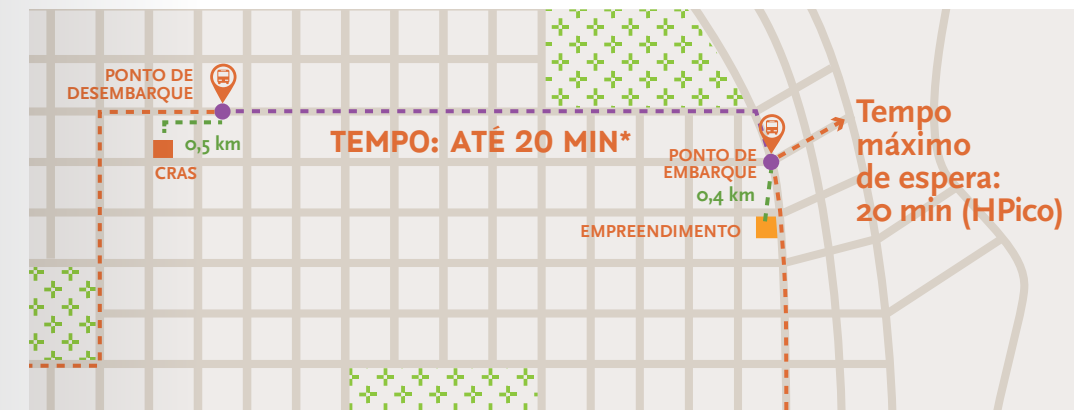 PONTO DE
DESEMBARQUE
0,5 km
CRAS
TEMPO: ATÉ 20 MIN*
PONTO DE
EMBARQUE
0,4 km
EMPREENDIMENTO
Tempo
máximo
de espera:
20 min (HPico)